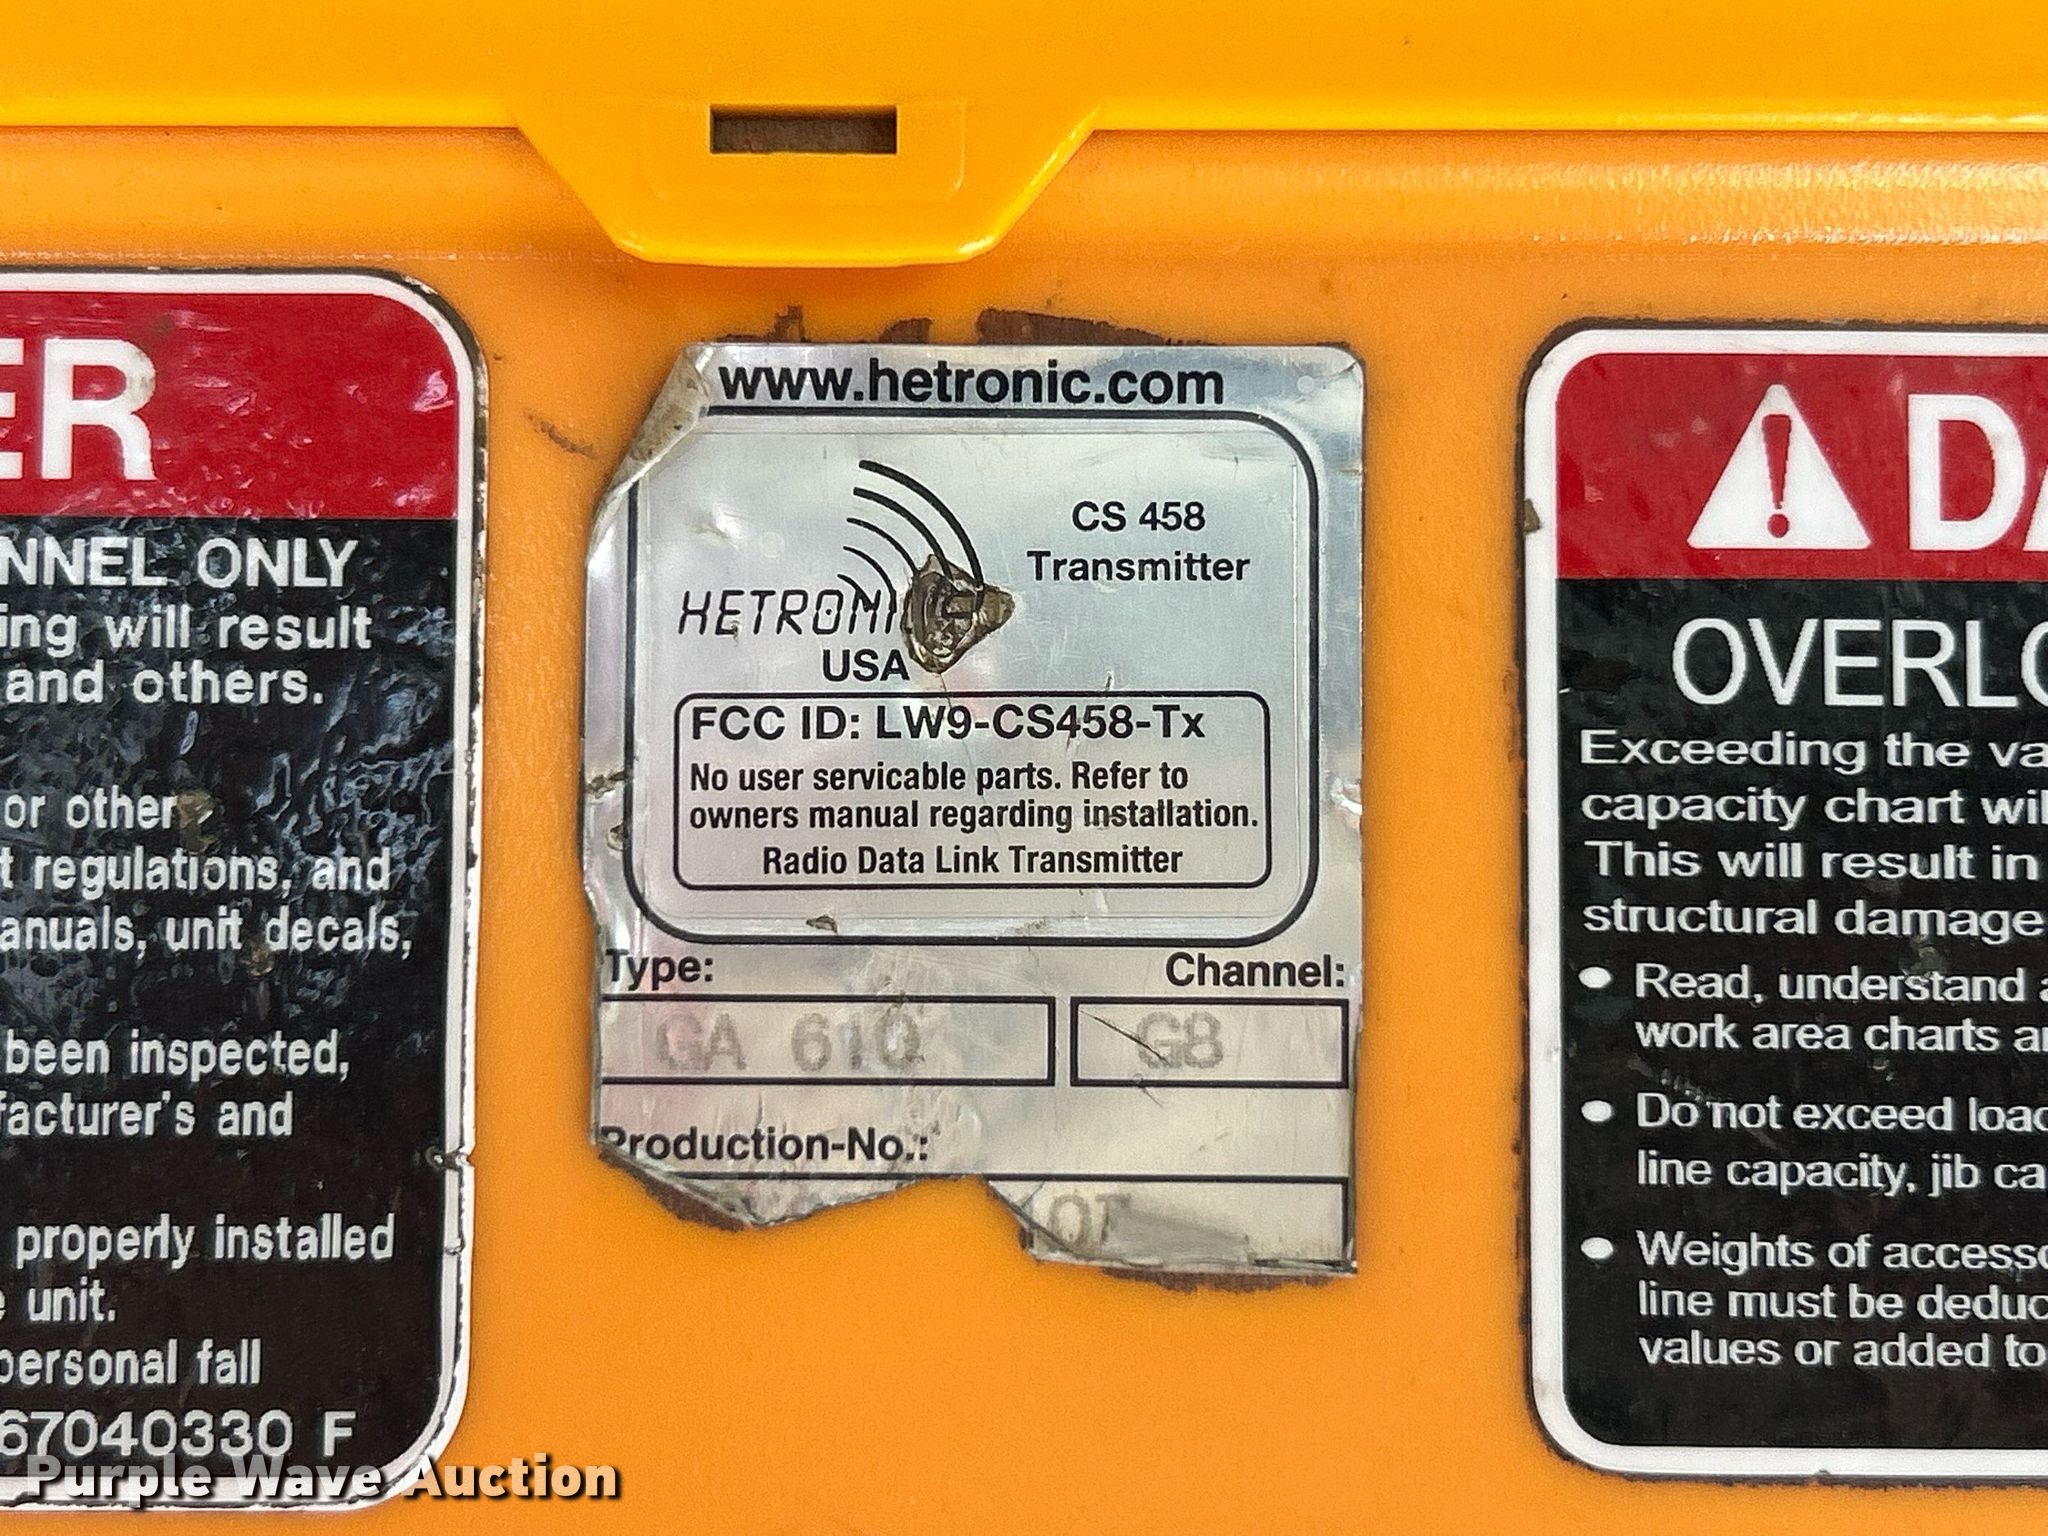 ER
NNEL ONLY
ing will result
and others.
or other
t regulations, and
anuals, unit decals,
been inspected,
facturer's and
properly installed
e unit.
personal fall
67040330 F
www.hetronic.com
CS 458
Transmitter
HETRONI
USA
FCC ID: LW9-CS458-Tx
No user servicable parts. Refer to
owners manual regarding installation.
Radio Data Link Transmitter
Type:
Channel:
GA 610
G8
Production-No.:
OT
DA
OVERLO
Exceeding the va
capacity chart wil
This will result in
structural damage
• Read, understand a
work area charts an
• Do not exceed load
line capacity, jib ca
• Weights of accesso
line must be deduc
values or added to
Purple Wave Auction